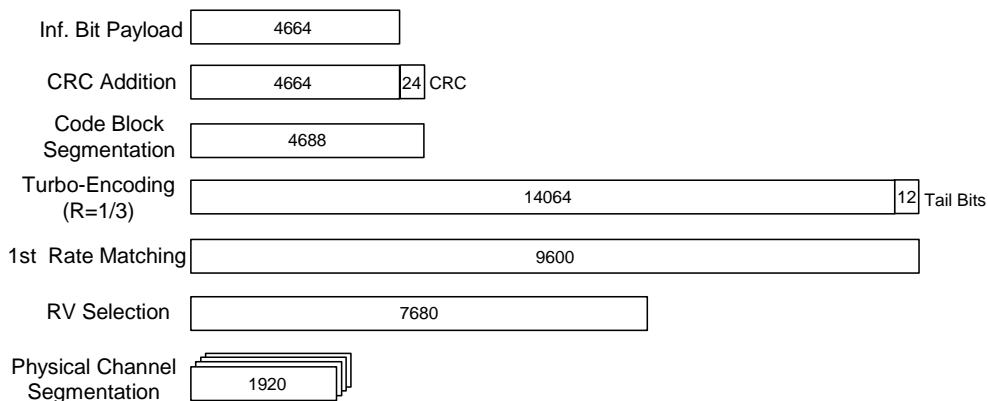 Inf. Bit Payload 4664
CRC Addition 4664 24 CRC
Code Block
Segmentation 4688
Turbo-Encoding
(R=1/3) 14064 12 Tail Bits
1st Rate Matching 9600
RV Selection 7680
Physical Channel
Segmentation 1920